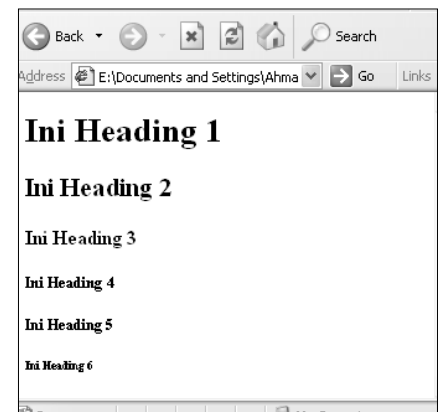 Back Search
Address E:\Documents and Settings\Ahma Go Links
Ini Heading 1
Ini Heading 2
Ini Heading 3
Ini Heading 4
Ini Heading 5
Ini Heading 6